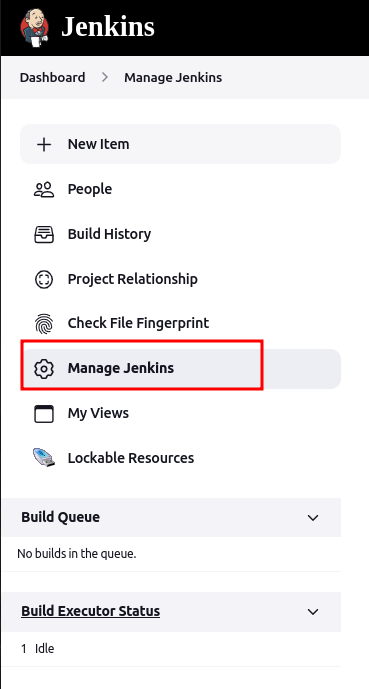 Jenkins
Dashboard > Manage Jenkins
New Item
People
Build History
Project Relationship
Check File Fingerprint
Manage Jenkins
My Views
Lockable Resources
Build Queue
No builds in the queue.
Build Executor Status
1 Idle